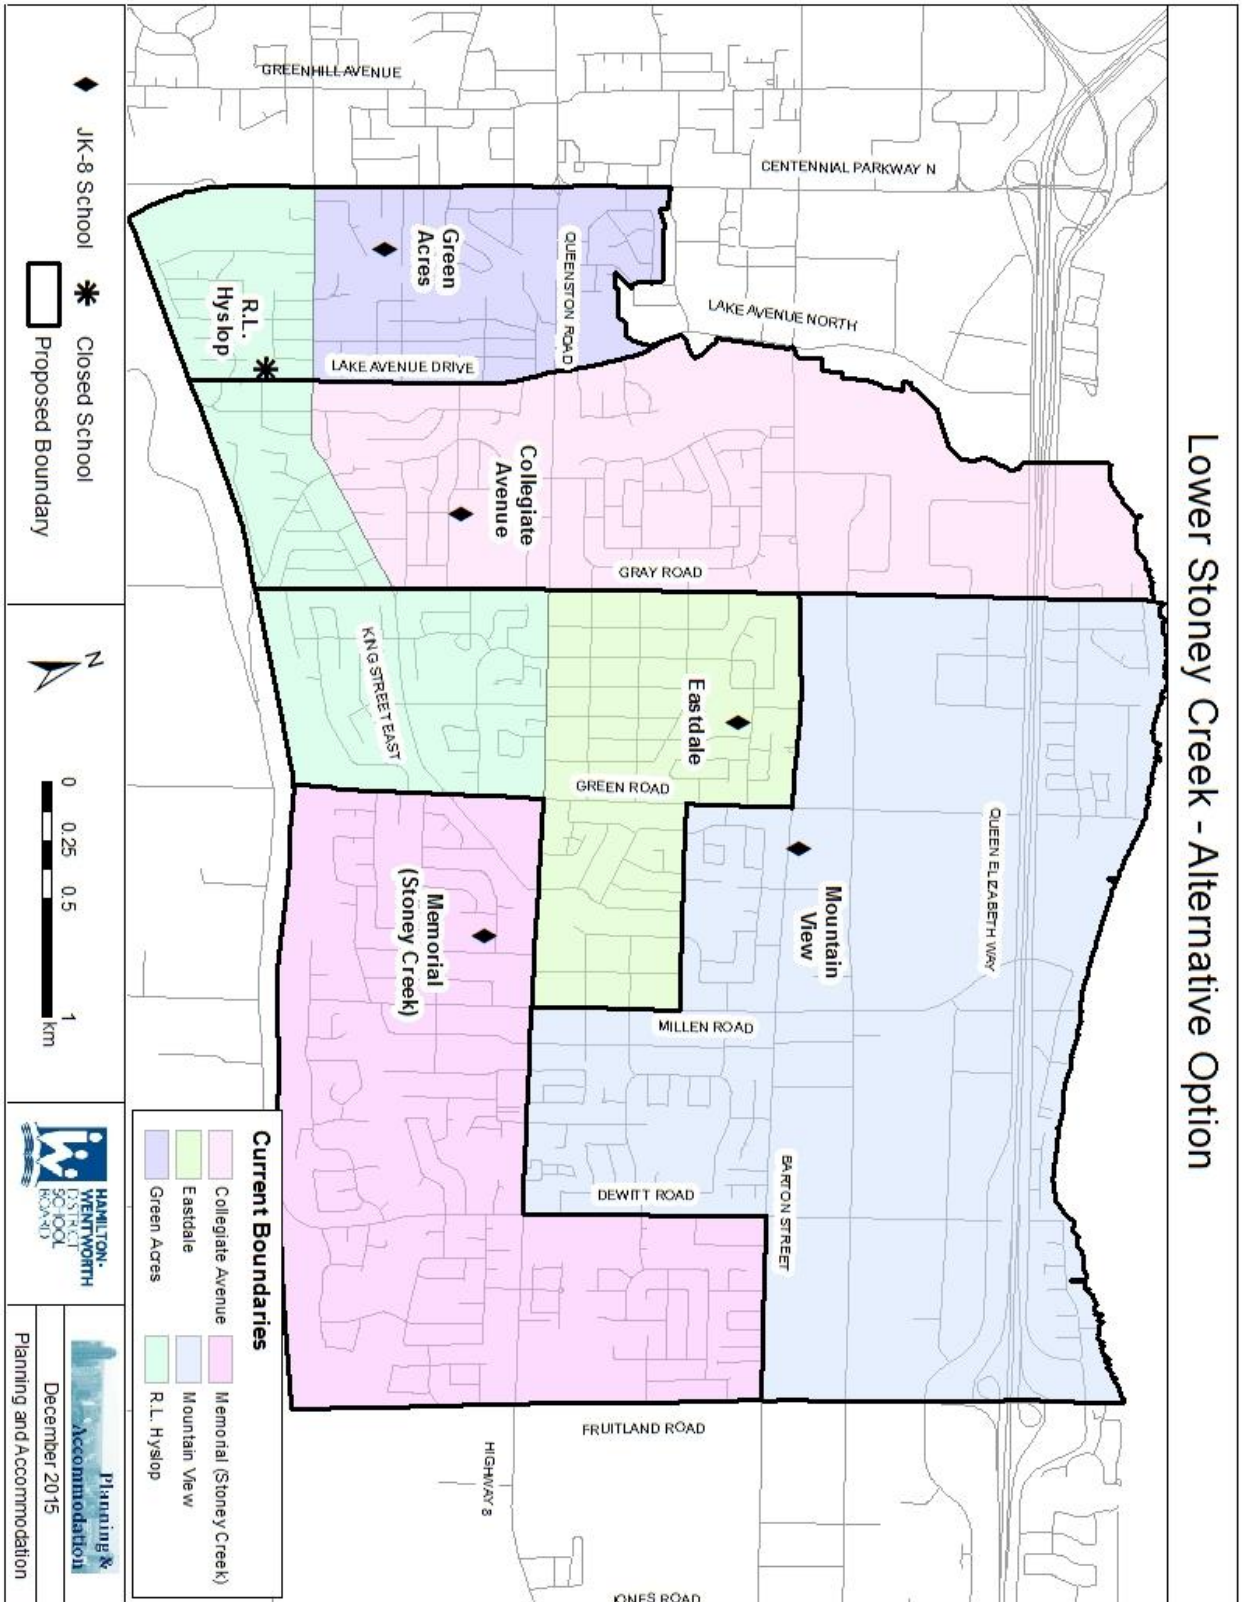 Lower Stoney Creek - Alternative Option
GREENHILL AVENUE
CENTENNIAL PARKWAY N
LAKE AVENUE NORTH
QUEENSTON ROAD
Green
Acres
LAKE AVENUE DRIVE
R.L.
Hyslop
Collegiate
Avenue
GRAY ROAD
KING STREET EAST
Eastdale
GREEN ROAD
QUEEN ELIZABETH WAY
Mountain
View
Memorial
(Stoney Creek)
MILLEN ROAD
DEWITT ROAD
BARTON STREET
FRUITLAND ROAD
HIGHWAY 8
JONES ROAD
Current Boundaries
Collegiate Avenue
Eastdale
Green Acres
Memorial (Stoney Creek)
Mountain View
R.L. Hyslop
JK-8 School
Closed School
Proposed Boundary
N
0 0.25 0.5 1
km
HAMILTON-
WENTWORTH
DISTRICT
SCHOOL
BOARD
Planning &
Accommodation
December 2015
Planning and Accommodation